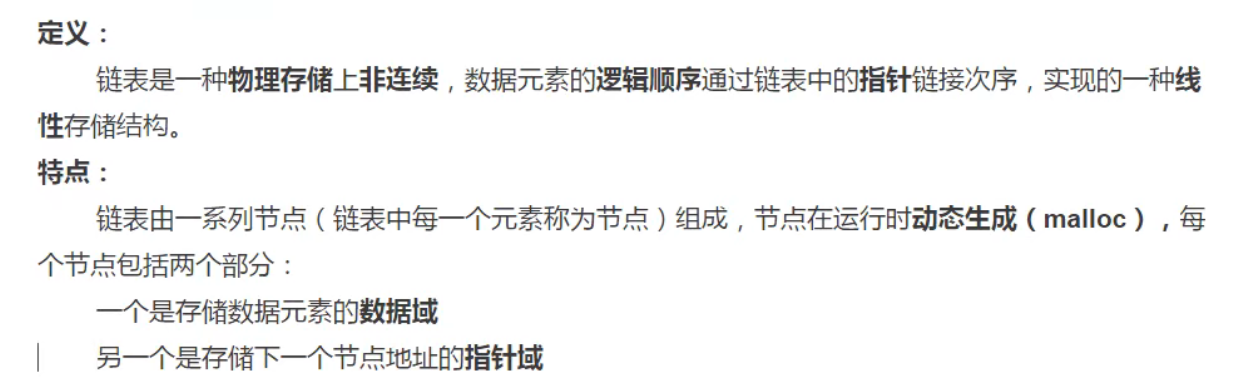 定义：
链表是一种物理存储上非连续，数据元素的逻辑顺序通过链表中的指针链接次序，实现的一种线
性存储结构。
特点：
链表由一系列节点（链表中每一个元素称为节点）组成，节点在运行时动态生成（malloc），每
个节点包括两个部分：
一个是存储数据元素的数据域
另一个是存储下一个节点地址的指针域